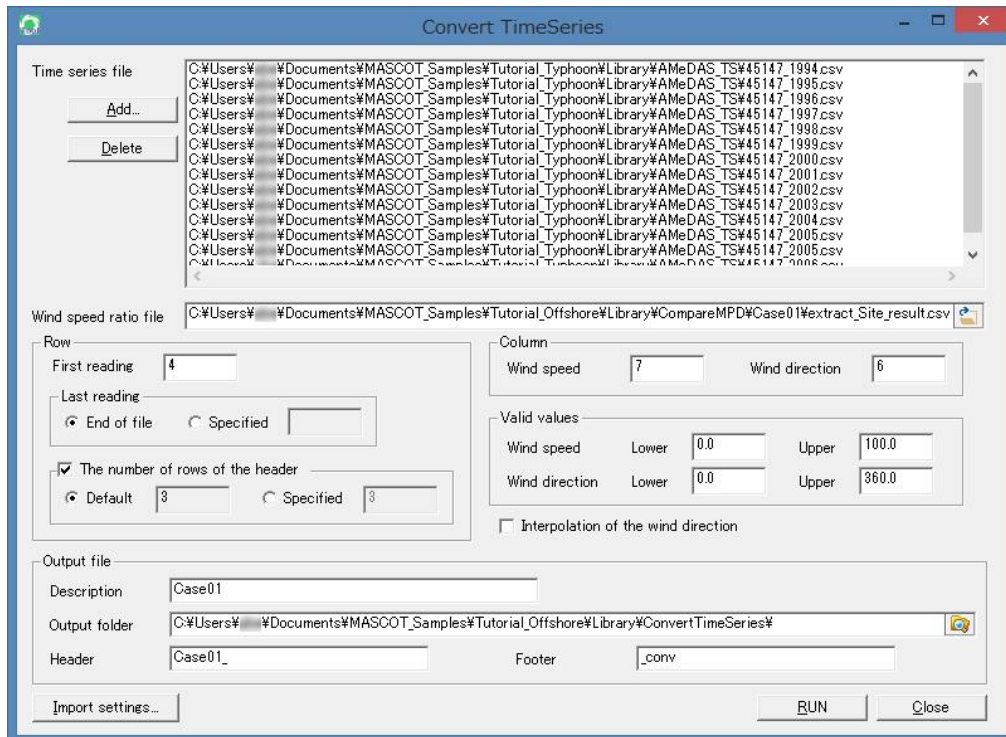 Convert TimeSeries
Time series file
Add...
Delete
C:¥Users¥ ¥Documents¥MASCOT_Samples¥Tutorial_Typhoon¥Library¥AMeDAS_TS¥45147_1994.csv
C:¥Users¥ ¥Documents¥MASCOT_Samples¥Tutorial_Typhoon¥Library¥AMeDAS_TS¥45147_1995.csv
C:¥Users¥ ¥Documents¥MASCOT_Samples¥Tutorial_Typhoon¥Library¥AMeDAS_TS¥45147_1996.csv
C:¥Users¥ ¥Documents¥MASCOT_Samples¥Tutorial_Typhoon¥Library¥AMeDAS_TS¥45147_1997.csv
C:¥Users¥ ¥Documents¥MASCOT_Samples¥Tutorial_Typhoon¥Library¥AMeDAS_TS¥45147_1998.csv
C:¥Users¥ ¥Documents¥MASCOT_Samples¥Tutorial_Typhoon¥Library¥AMeDAS_TS¥45147_1999.csv
C:¥Users¥ ¥Documents¥MASCOT_Samples¥Tutorial_Typhoon¥Library¥AMeDAS_TS¥45147_2000.csv
C:¥Users¥ ¥Documents¥MASCOT_Samples¥Tutorial_Typhoon¥Library¥AMeDAS_TS¥45147_2001.csv
C:¥Users¥ ¥Documents¥MASCOT_Samples¥Tutorial_Typhoon¥Library¥AMeDAS_TS¥45147_2002.csv
C:¥Users¥ ¥Documents¥MASCOT_Samples¥Tutorial_Typhoon¥Library¥AMeDAS_TS¥45147_2003.csv
C:¥Users¥ ¥Documents¥MASCOT_Samples¥Tutorial_Typhoon¥Library¥AMeDAS_TS¥45147_2004.csv
C:¥Users¥ ¥Documents¥MASCOT_Samples¥Tutorial_Typhoon¥Library¥AMeDAS_TS¥45147_2005.csv
C:¥Users¥ ¥Documents¥MASCOT_Samples¥Tutorial_Typhoon¥Library¥AMeDAS_TS¥45147_2005.csv
C:¥Users¥ ¥Documents¥MASCOT_Samples¥Tutorial_Typhoon¥Library¥AMeDAS_TS¥45147_2006.csv
Wind speed ratio file C:¥Users¥ ¥Documents¥MASCOT_Samples¥Tutorial_Offshore¥Library¥CompareMPD¥Case01¥extract_Site_result.csv
Row
First reading 4
Last reading
End of file Specified
The number of rows of the header
Default 3 Specified 3
Column
Wind speed 7 Wind direction 6
Valid values
Wind speed Lower 0.0 Upper 100.0
Wind direction Lower 0.0 Upper 360.0
Interpolation of the wind direction
Output file
Description Case01
Output folder C:¥Users¥ ¥Documents¥MASCOT_Samples¥Tutorial_Offshore¥Library¥ConvertTimeSeries¥
Header Case01_ Footer _conv
Import settings... RUN Close